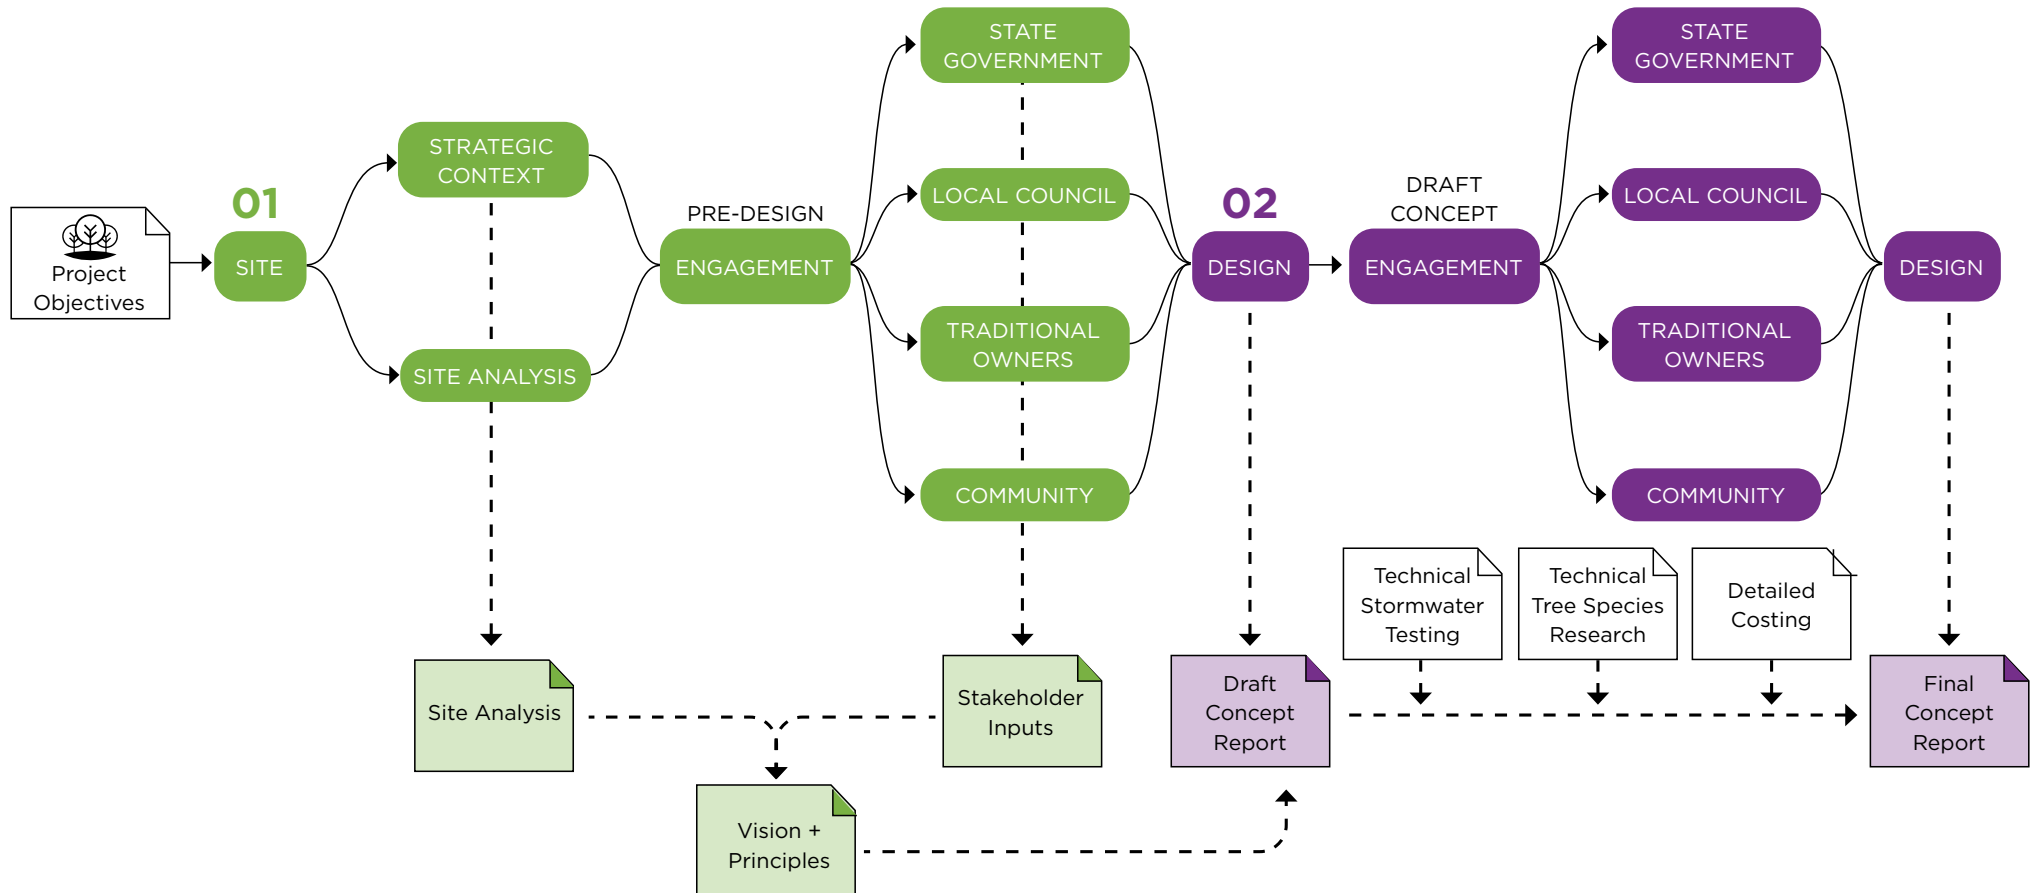 Project
Objectives
01
SITE
STRATEGIC
CONTEXT
SITE ANALYSIS
PRE-DESIGN
ENGAGEMENT
STATE
GOVERNMENT
LOCAL COUNCIL
TRADITIONAL
OWNERS
COMMUNITY
02
DESIGN
DRAFT
CONCEPT
ENGAGEMENT
STATE
GOVERNMENT
LOCAL COUNCIL
TRADITIONAL
OWNERS
COMMUNITY
DESIGN
Site Analysis
Stakeholder
Inputs
Vision +
Principles
Draft
Concept
Report
Technical
Stormwater
Testing
Technical
Tree Species
Research
Detailed
Costing
Final
Concept
Report